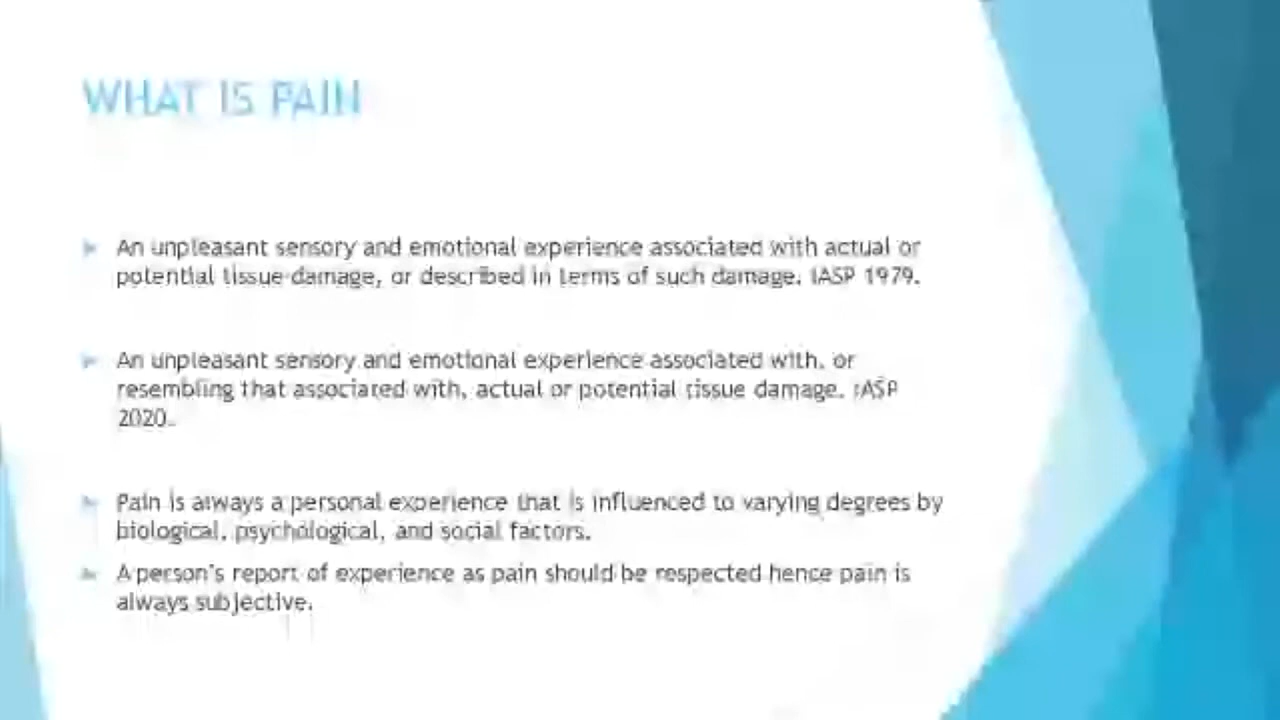 WHAT IS PAIN
An unpleasant sensory and emotional experience associated with actual or
potential tissue damage, or described in terms of such damage. IASP 1979.
An unpleasant sensory and emotional experience associated with, or
resembling that associated with, actual or potential tissue damage. IASP
2020.
Pain is always a personal experience that is influenced to varying degrees by
biological, psychological, and social factors.
A person's report of experience as pain should be respected hence pain is
always subjective.